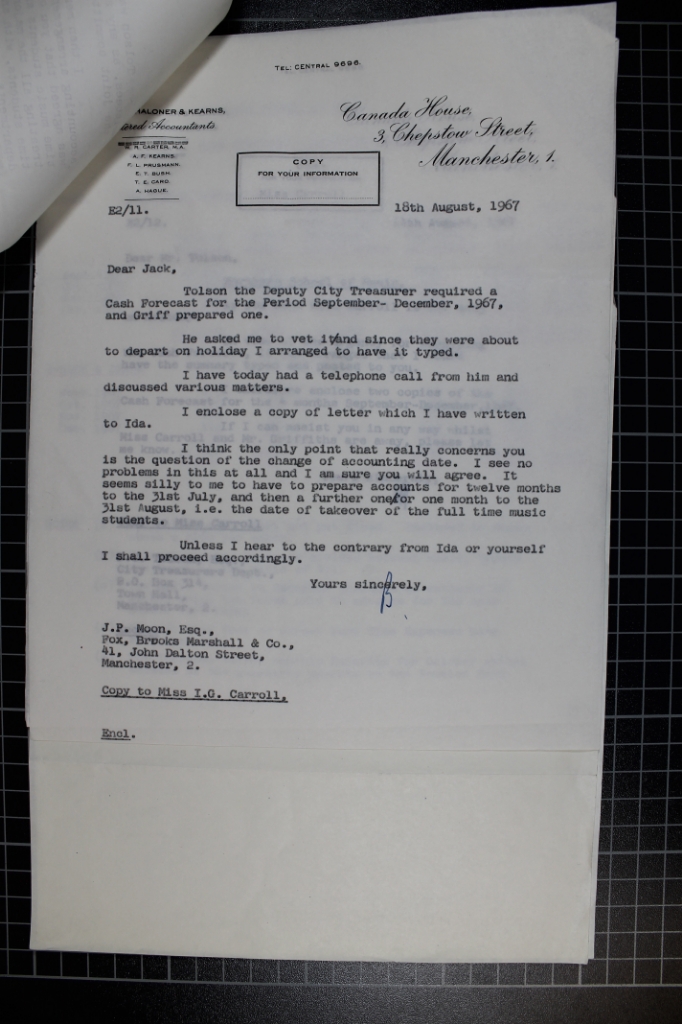 TEL: CENTRAL 9696.
MALONER & KEARNS,
Accountants
Canada House,
3, Chepstow Street,
Manchester, 1.
R. CARTER, M.A.
A. F. KEARNS.
F. L. PRUSMANN.
E. T. BUSH.
T. E. CARD.
A. HAGUE.
COPY
FOR YOUR INFORMATION
E2/11.
18th August, 1967
Dear Jack,
Tolson the Deputy City Treasurer required a
Cash Forecast for the Period September- December, 1967,
and Griff prepared one.
He asked me to vet it/and since they were about
to depart on holiday I arranged to have it typed.
I have today had a telephone call from him and
discussed various matters.
I enclose a copy of letter which I have written
to Ida.
I think the only point that really concerns you
is the question of the change of accounting date. I see no
problems in this at all and I am sure you will agree. It
seems silly to me to have to prepare accounts for twelve months
to the 31st July, and then a further one/for one month to the
31st August, i.e. the date of takeover of the full time music
students.
Unless I hear to the contrary from Ida or yourself
I shall proceed accordingly.
Yours sincerely,
J.P. Moon, Esq.,
Fox, Brooks Marshall & Co.,
41, John Dalton Street,
Manchester, 2.
Copy to Miss I.G. Carroll,
Encl.